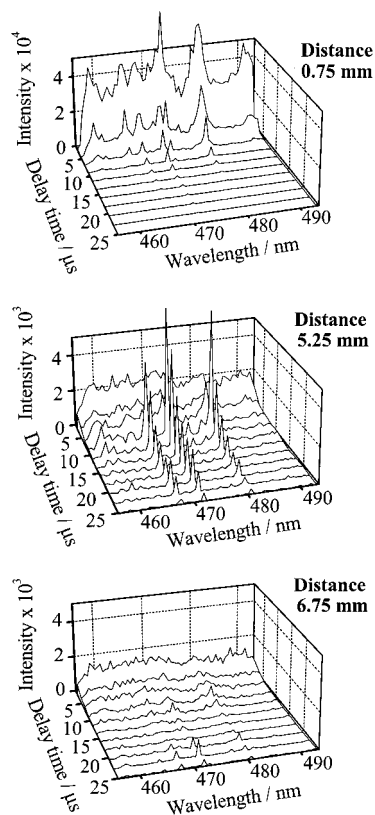 Distance
0.75 mm
Intensity x 10⁴
4
2
0
5
10
15
20
25
Delay time / µs
460
470
480
490
Wavelength / nm
Distance
5.25 mm
Intensity x 10³
4
2
0
5
10
15
20
25
Delay time / µs
460
470
480
490
Wavelength / nm
Distance
6.75 mm
Intensity x 10³
4
2
0
5
10
15
20
25
Delay time / µs
460
470
480
490
Wavelength / nm